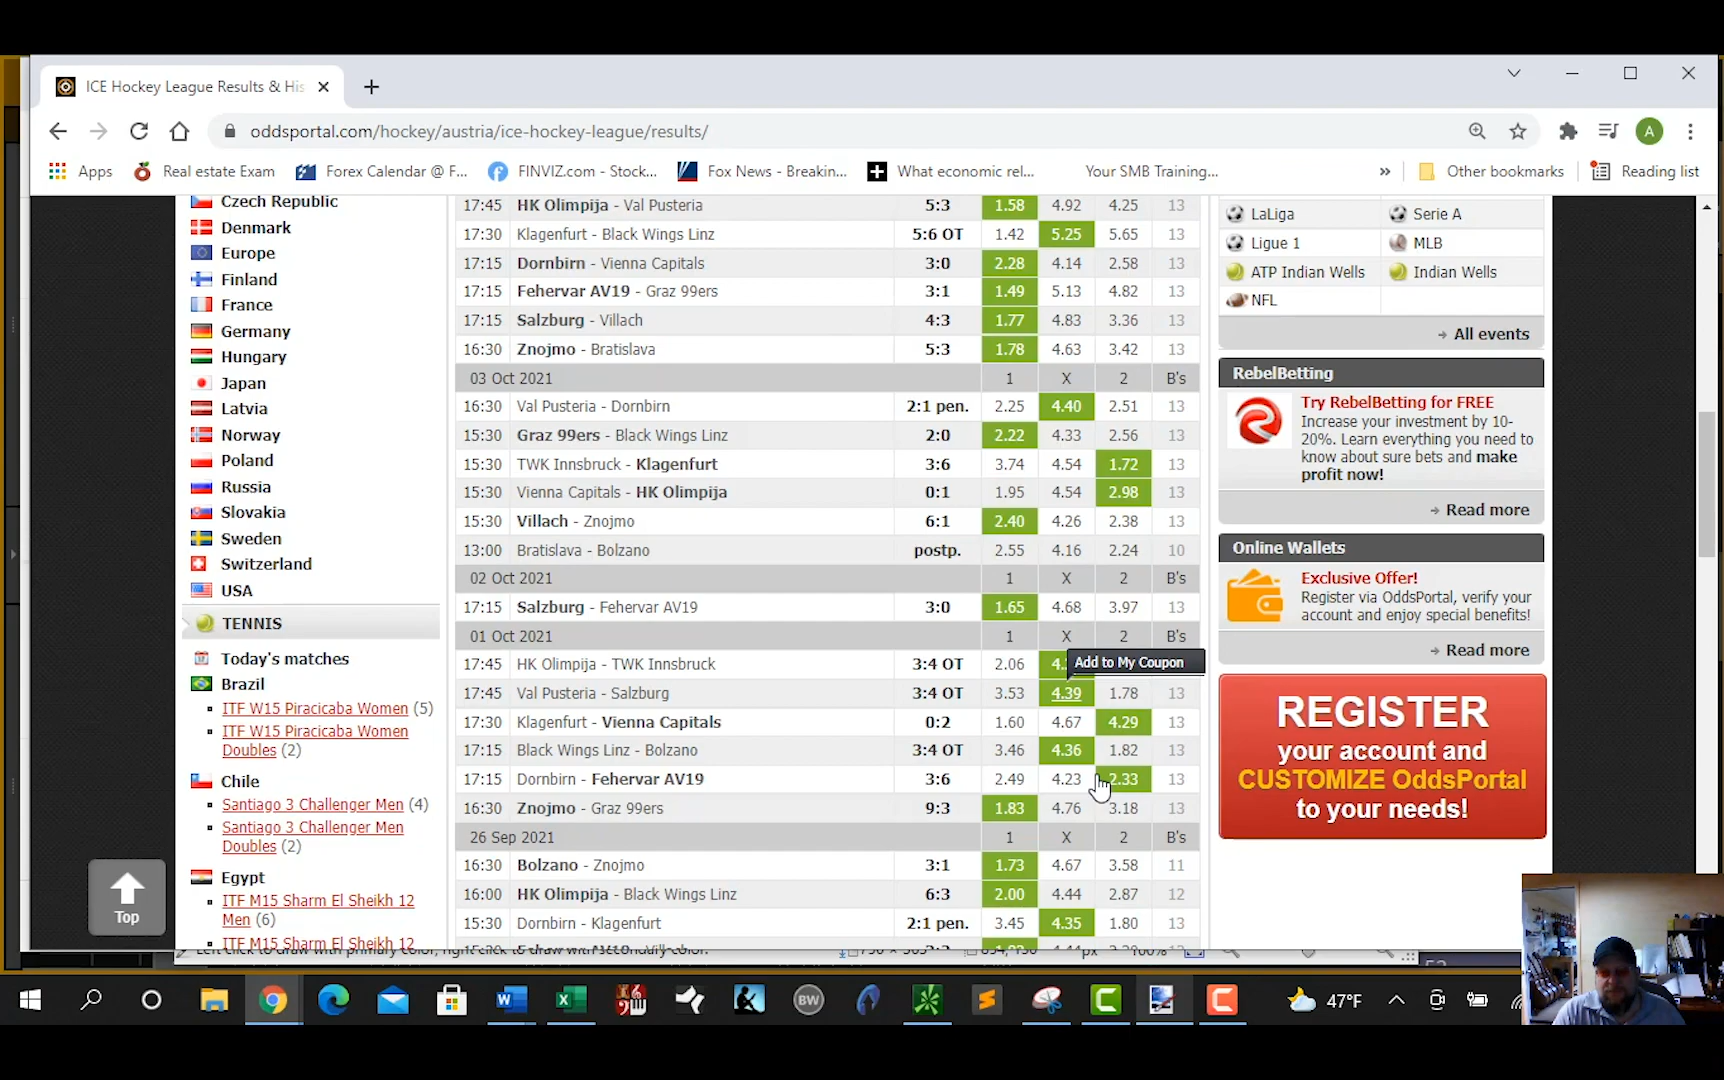 ICE Hockey League Results & His
oddsportal.com/hockey/austria/ice-hockey-league/results/
A
Apps
Real estate Exam
Forex Calendar @ F...
FINVIZ.com - Stock...
Fox News - Breakin...
What economic rel...
Your SMB Training...
»
Other bookmarks
Reading list
Czech Republic
Denmark
Europe
Finland
France
Germany
Hungary
Japan
Latvia
Norway
Poland
Russia
Slovakia
Sweden
Switzerland
USA
TENNIS
Today's matches
Brazil
ITF W15 Piracicaba Women (5)
ITF W15 Piracicaba Women
Doubles (2)
Chile
Santiago 3 Challenger Men (4)
Santiago 3 Challenger Men
Doubles (2)
Egypt
ITF M15 Sharm El Sheikh 12
Men (6)
ITF M15 Sharm El Sheikh 12
Top
17:45 HK Olimpija - Val Pusteria 5:3 1.58 4.92 4.25 13
17:30 Klagenfurt - Black Wings Linz 5:6 OT 1.42 5.25 5.65 13
17:15 Dornbirn - Vienna Capitals 3:0 2.28 4.14 2.58 13
17:15 Fehervar AV19 - Graz 99ers 3:1 1.49 5.13 4.82 13
17:15 Salzburg - Villach 4:3 1.77 4.83 3.36 13
16:30 Znojmo - Bratislava 5:3 1.78 4.63 3.42 13
03 Oct 2021 1 X 2 B's
16:30 Val Pusteria - Dornbirn 2:1 pen. 2.25 4.40 2.51 13
15:30 Graz 99ers - Black Wings Linz 2:0 2.22 4.33 2.56 13
15:30 TWK Innsbruck - Klagenfurt 3:6 3.74 4.54 1.72 13
15:30 Vienna Capitals - HK Olimpija 0:1 1.95 4.54 2.98 13
15:30 Villach - Znojmo 6:1 2.40 4.26 2.38 13
13:00 Bratislava - Bolzano postp. 2.55 4.16 2.24 10
02 Oct 2021 1 X 2 B's
17:15 Salzburg - Fehervar AV19 3:0 1.65 4.68 3.97 13
01 Oct 2021 1 X 2 B's
17:45 HK Olimpija - TWK Innsbruck 3:4 OT 2.06
Add to My Coupon
17:45 Val Pusteria - Salzburg 3:4 OT 3.53 4.39 1.78 13
17:30 Klagenfurt - Vienna Capitals 0:2 1.60 4.67 4.29 13
17:15 Black Wings Linz - Bolzano 3:4 OT 3.46 4.36 1.82 13
17:15 Dornbirn - Fehervar AV19 3:6 2.49 4.23 2.33 13
16:30 Znojmo - Graz 99ers 9:3 1.83 4.76 3.18 13
26 Sep 2021 1 X 2 B's
16:30 Bolzano - Znojmo 3:1 1.73 4.67 3.58 11
16:00 HK Olimpija - Black Wings Linz 6:3 2.00 4.44 2.87 12
15:30 Dornbirn - Klagenfurt 2:1 pen. 3.45 4.35 1.80 13
LaLiga
Serie A
Ligue 1
MLB
ATP Indian Wells
Indian Wells
NFL
All events
RebelBetting
Try RebelBetting for FREE
Increase your investment by 10-
20%. Learn everything you need to
know about sure bets and make
profit now!
Read more
Online Wallets
Exclusive Offer!
Register via OddsPortal, verify your
account and enjoy special benefits!
Read more
REGISTER
your account and
CUSTOMIZE OddsPortal
to your needs!
BW
47°F